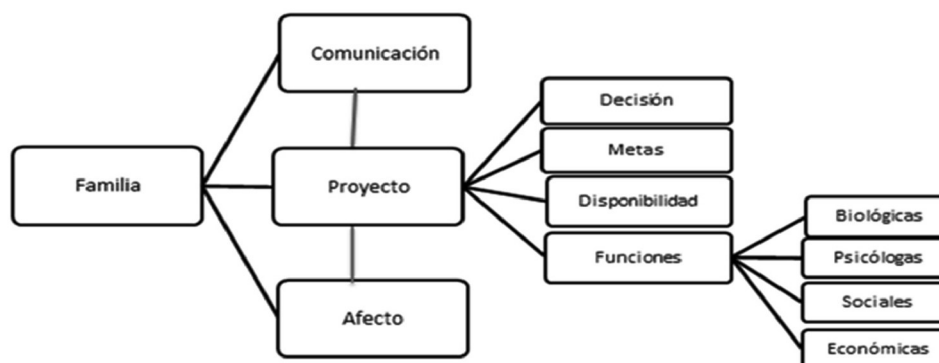 Familia
Comunicación
Proyecto
Afecto
Decisión
Metas
Disponibilidad
Funciones
Biológicas
Psicólogas
Sociales
Económicas